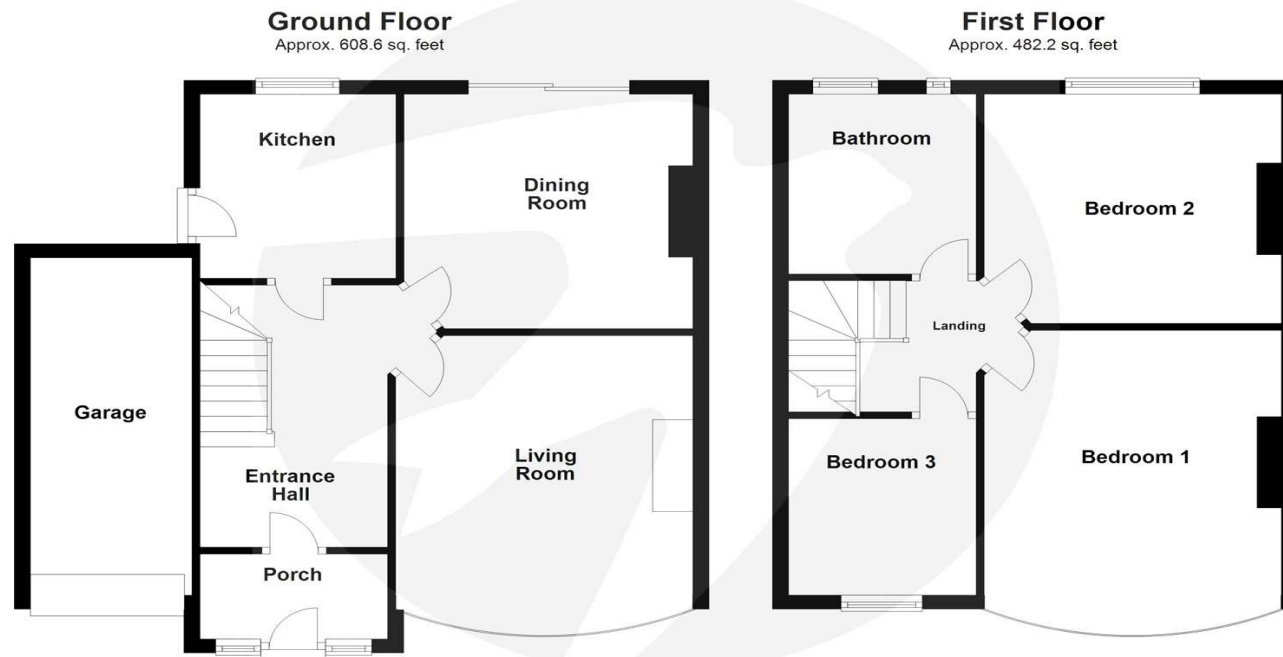 Ground Floor
Approx. 608.6 sq. feet
Kitchen
Dining
Room
Garage
Living
Room
Entrance
Hall
Porch
First Floor
Approx. 482.2 sq. feet
Bathroom
Bedroom 2
Landing
Bedroom 3
Bedroom 1